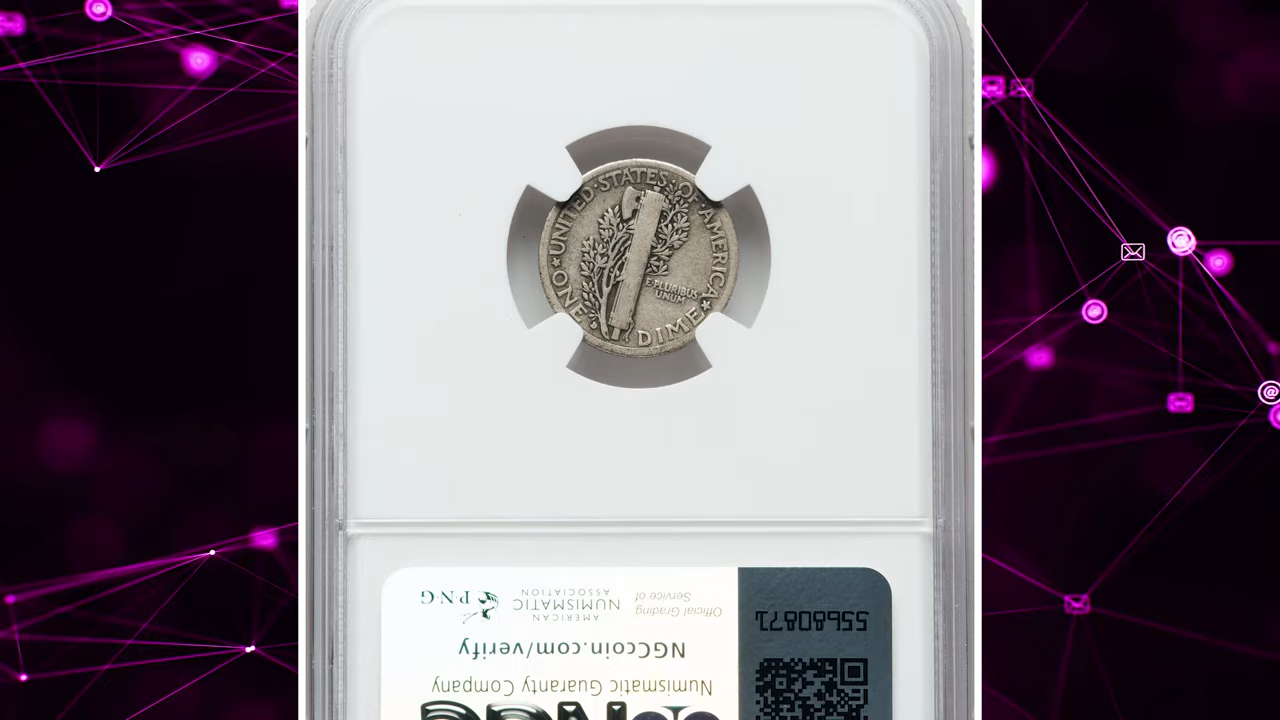 UNITED·STATES·OF·AMERICA
E·PLURIBUS
UNUM
ONE DIME
PNG
AMERICAN
NUMISMATIC
ASSOCIATION
Official Grading
Service of
55680871
NGCcoin.com/verify
Numismatic Guaranty Company